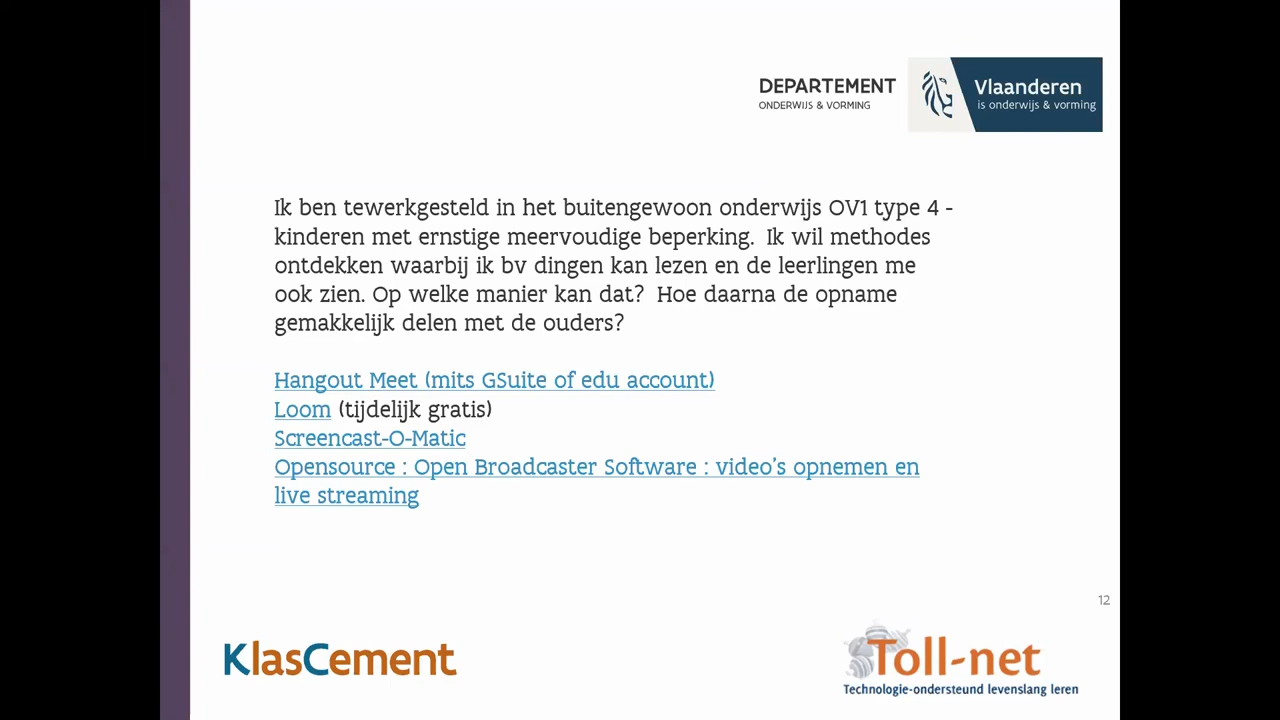 DEPARTEMENT
ONDERWIJS & VORMING
Vlaanderen
is onderwijs & vorming
Ik ben tewerkgesteld in het buitengewoon onderwijs OV1 type 4 -
kinderen met ernstige meervoudige beperking.  Ik wil methodes
ontdekken waarbij ik bv dingen kan lezen en de leerlingen me
ook zien. Op welke manier kan dat?  Hoe daarna de opname
gemakkelijk delen met de ouders?
Hangout Meet (mits GSuite of edu account)
Loom (tijdelijk gratis)
Screencast-O-Matic
Opensource : Open Broadcaster Software : video's opnemen en
live streaming
12
KlasCement
Toll-net
Technologie-ondersteund levenslang leren